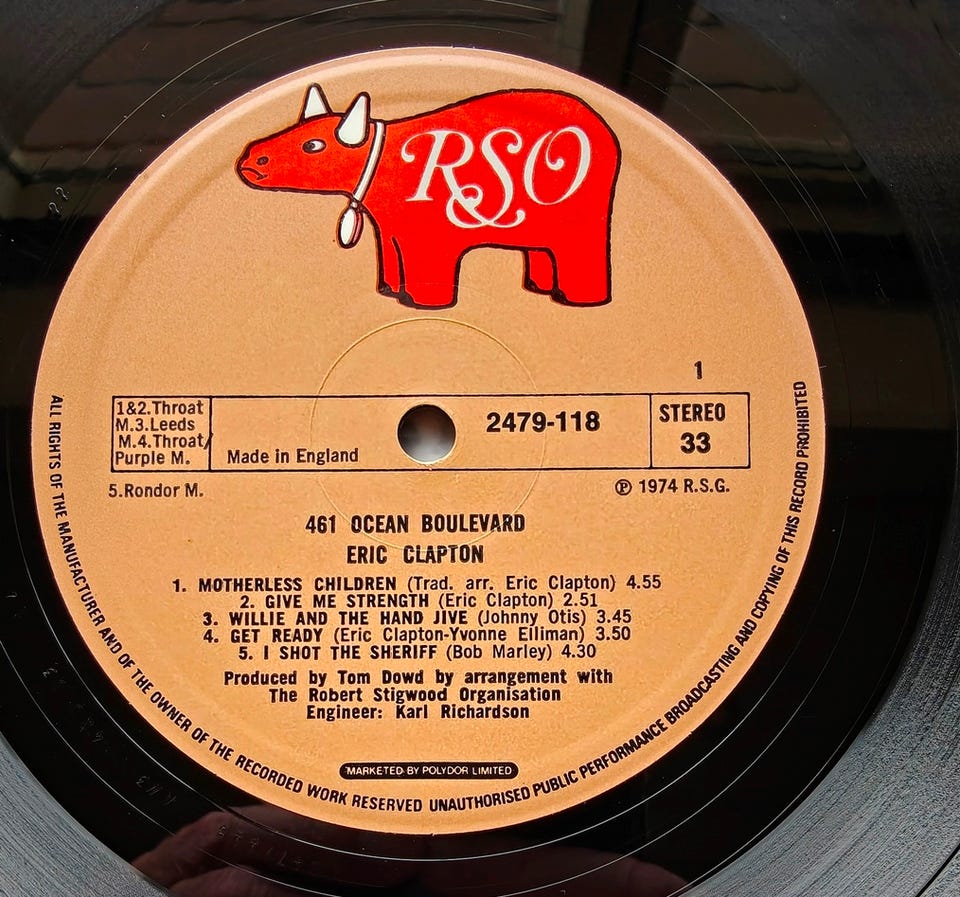 RSO
1
1&2.Throat
M.3.Leeds
M.4.Throat/
Purple M.
Made in England
2479-118
STEREO
33
5.Rondor M.
℗ 1974 R.S.G.
461 OCEAN BOULEVARD
ERIC CLAPTON
1. MOTHERLESS CHILDREN (Trad. arr. Eric Clapton) 4.55
2. GIVE ME STRENGTH (Eric Clapton) 2.51
3. WILLIE AND THE HAND JIVE (Johnny Otis) 3.45
4. GET READY (Eric Clapton-Yvonne Elliman) 3.50
5. I SHOT THE SHERIFF (Bob Marley) 4.30
Produced by Tom Dowd by arrangement with
The Robert Stigwood Organisation
Engineer: Karl Richardson
MARKETED BY POLYDOR LIMITED
ALL RIGHTS OF THE MANUFACTURER AND OF THE OWNER OF THE RECORDED WORK RESERVED UNAUTHORISED PUBLIC PERFORMANCE BROADCASTING AND COPYING OF THIS RECORD PROHIBITED